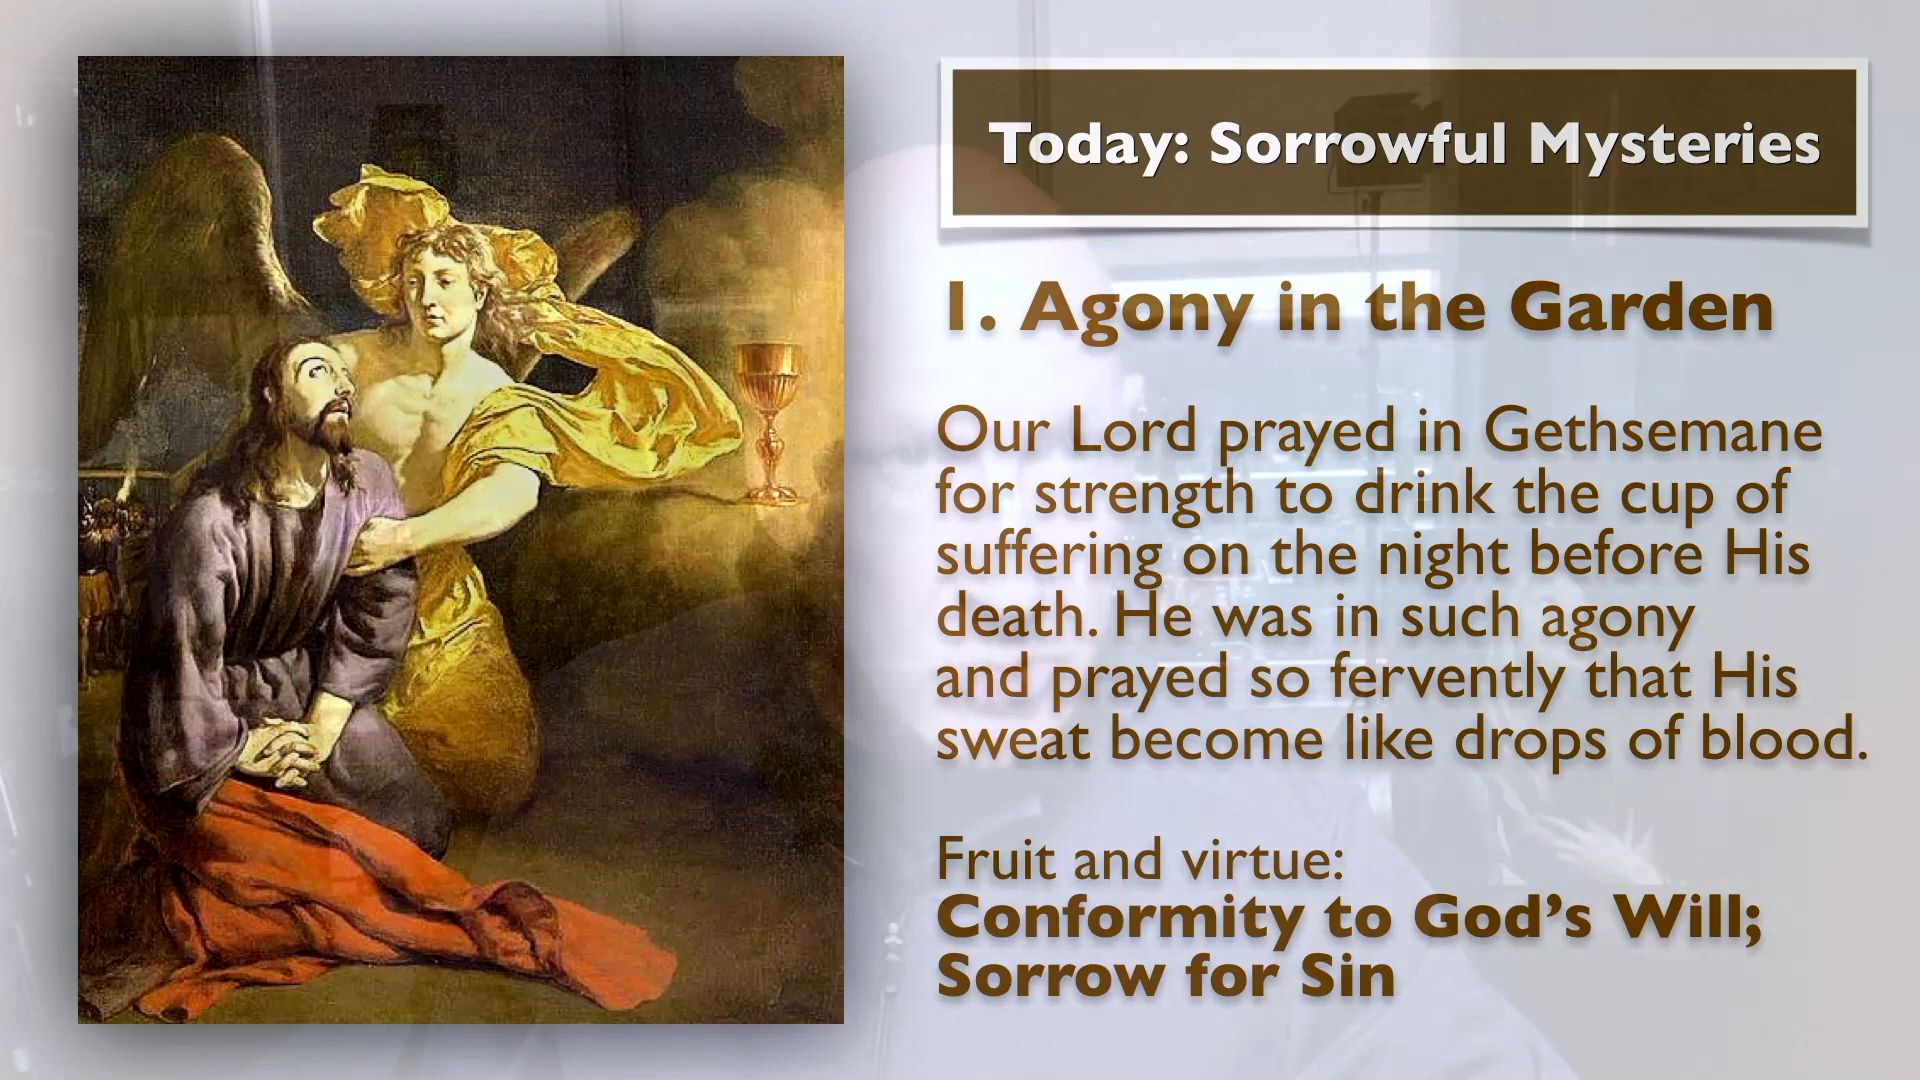 Today: Sorrowful Mysteries
1. Agony in the Garden
Our Lord prayed in Gethsemane
for strength to drink the cup of
suffering on the night before His
death. He was in such agony
and prayed so fervently that His
sweat become like drops of blood.
Fruit and virtue:
Conformity to God’s Will;
Sorrow for Sin